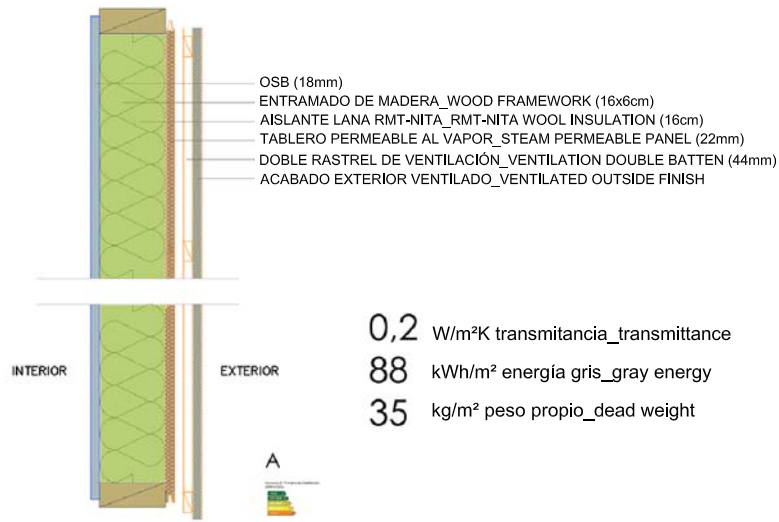 OSB (18mm)
ENTRAMADO DE MADERA_WOOD FRAMEWORK (16x6cm)
AISLANTE LANA RMT-NITA_RMT-NITA WOOL INSULATION (16cm)
TABLERO PERMEABLE AL VAPOR_STEAM PERMEABLE PANEL (22mm)
DOBLE RASTREL DE VENTILACIÓN_VENTILATION DOUBLE BATTEN (44mm)
ACABADO EXTERIOR VENTILADO_VENTILATED OUTSIDE FINISH
0,2 W/m²K transmitancia_transmittance
88 kWh/m² energía gris_gray energy
35 kg/m² peso propio_dead weight
INTERIOR
EXTERIOR
A